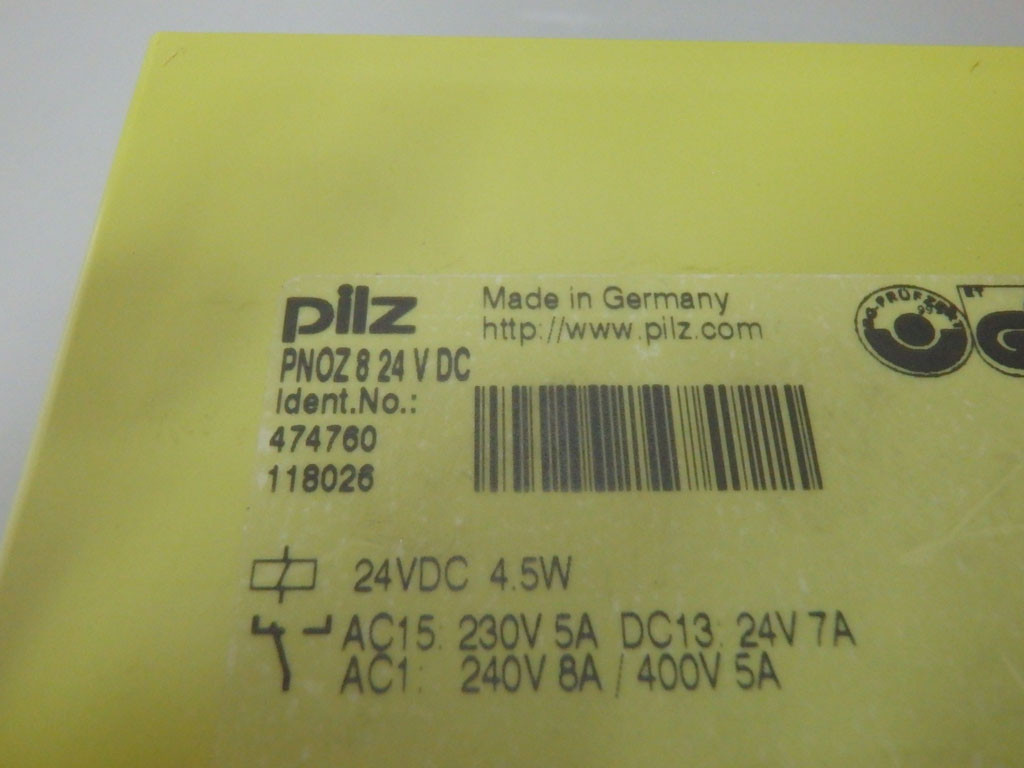 pilz
Made in Germany
http://www.pilz.com
PNOZ 8 24 V DC
Ident.No.:
474760
118026
24VDC 4.5W
AC15: 230V 5A DC13: 24V 7A
AC1: 240V 8A / 400V 5A